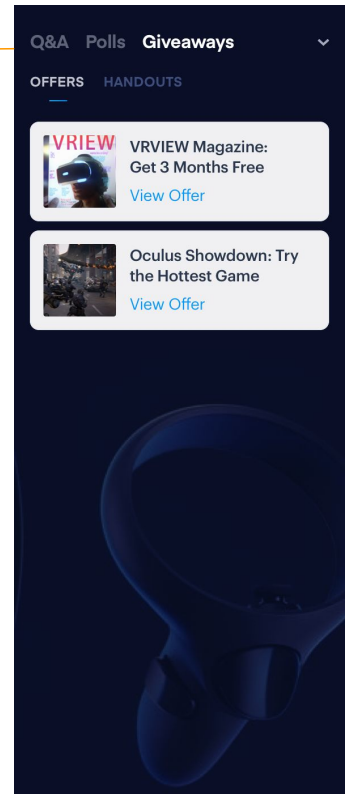 Q&A Polls Giveaways
OFFERS HANDOUTS
VRIEW
VRVIEW Magazine:
Get 3 Months Free
View Offer
Oculus Showdown: Try
the Hottest Game
View Offer